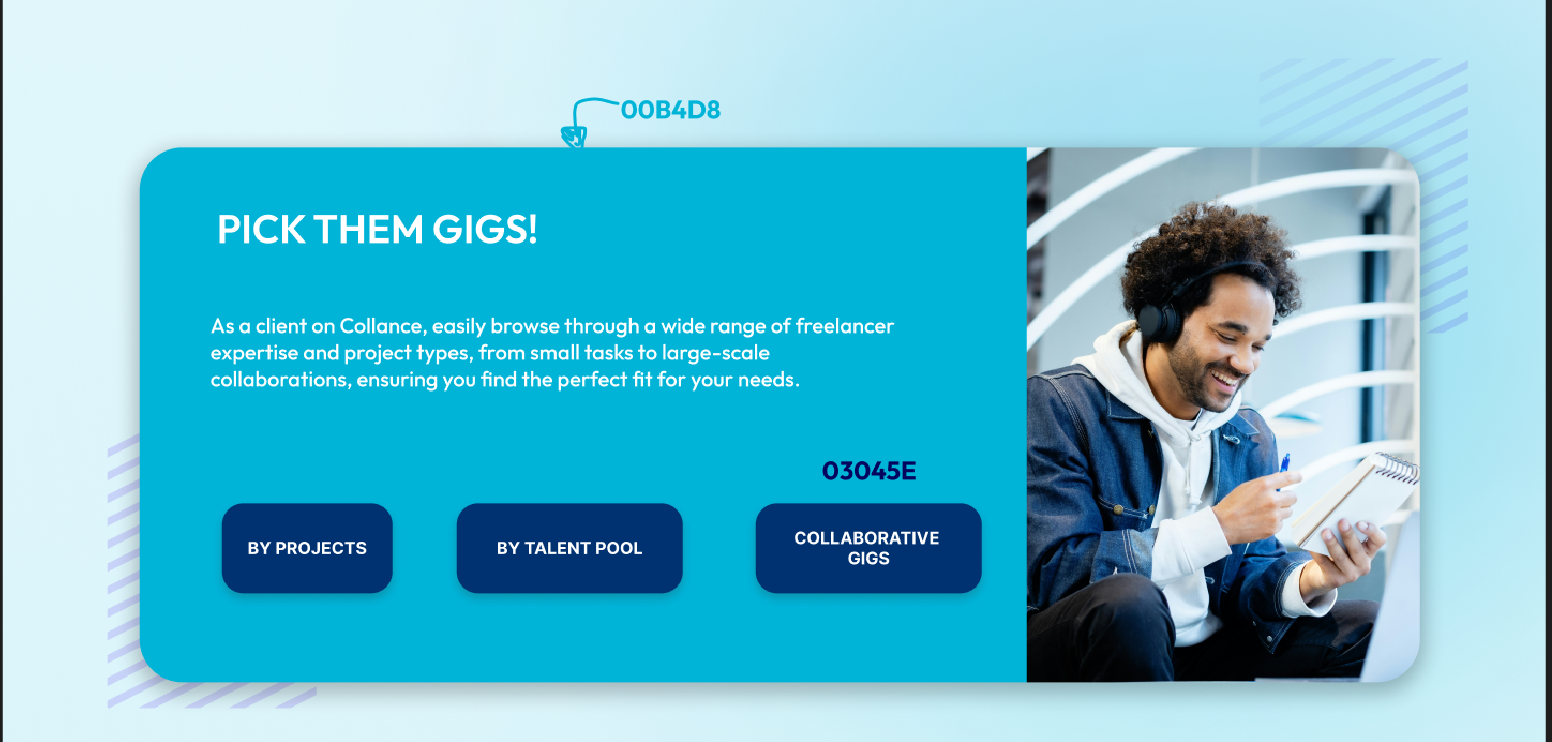 00B4D8
PICK THEM GIGS!
As a client on Collance, easily browse through a wide range of freelancer
expertise and project types, from small tasks to large-scale
collaborations, ensuring you find the perfect fit for your needs.
03045E
BY PROJECTS
BY TALENT POOL
COLLABORATIVE
GIGS